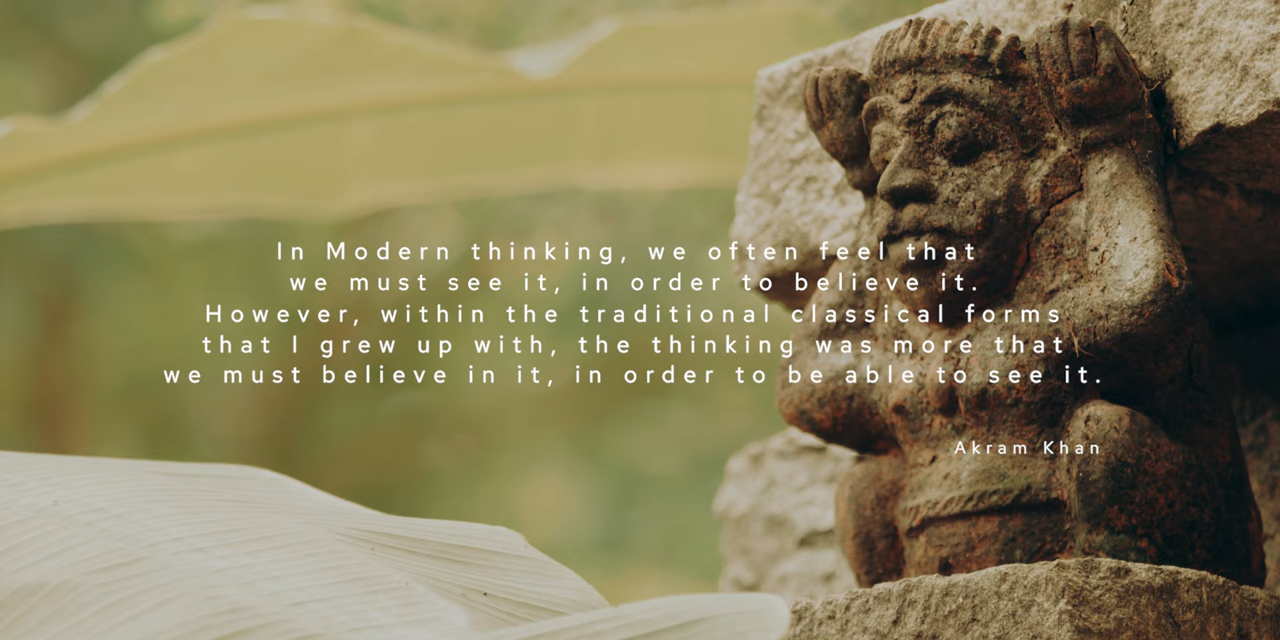 In Modern thinking, we often feel that
we must see it, in order to believe it.
However, within the traditional classical forms
that I grew up with, the thinking was more that
we must believe in it, in order to be able to see it.
Akram Khan